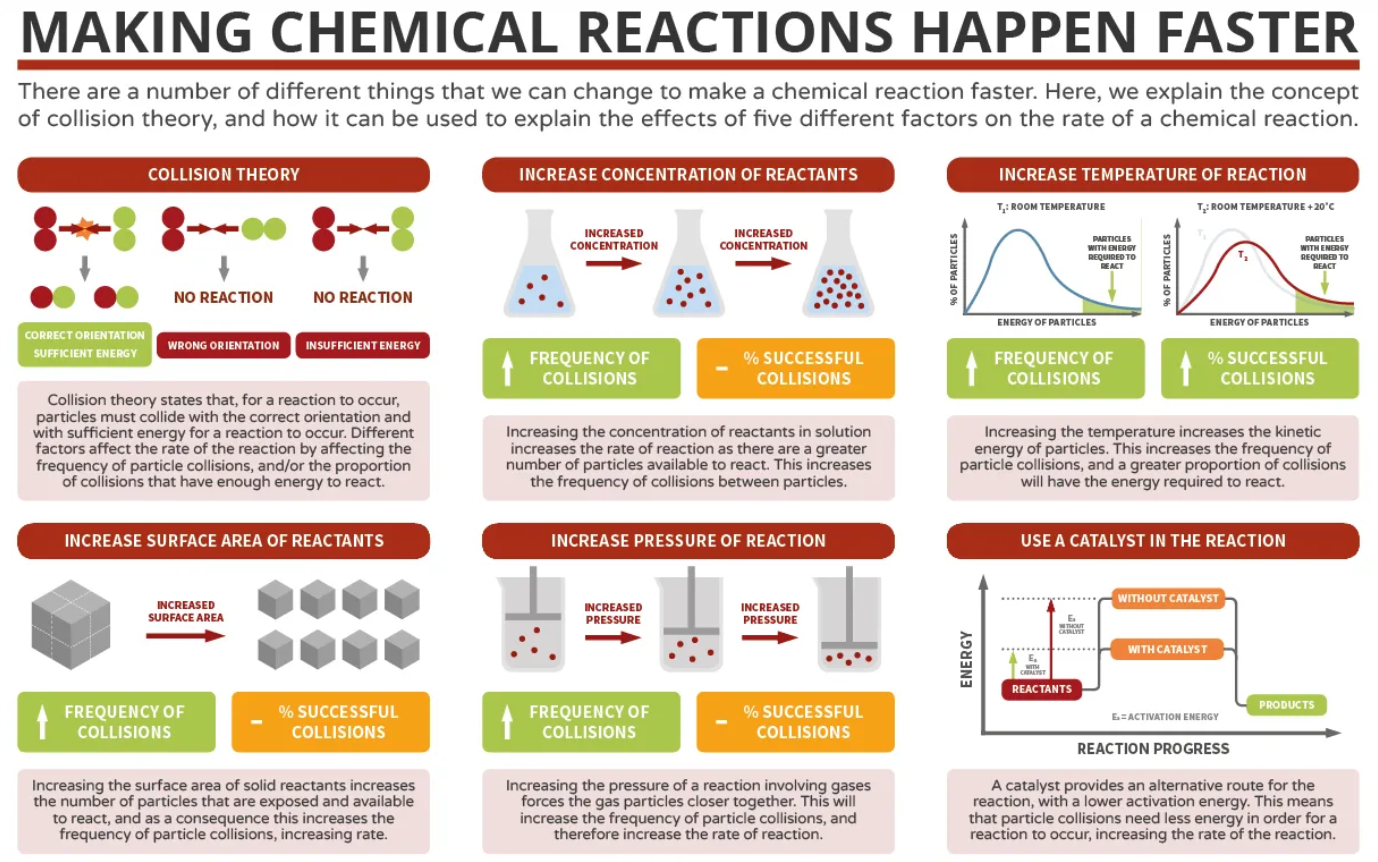 MAKING CHEMICAL REACTIONS HAPPEN FASTER
There are a number of different things that we can change to make a chemical reaction faster. Here, we explain the concept
of collision theory, and how it can be used to explain the effects of five different factors on the rate of a chemical reaction.
COLLISION THEORY
NO REACTION
NO REACTION
CORRECT ORIENTATION
SUFFICIENT ENERGY
WRONG ORIENTATION
INSUFFICIENT ENERGY
Collision theory states that, for a reaction to occur,
particles must collide with the correct orientation and
with sufficient energy for a reaction to occur. Different
factors affect the rate of the reaction by affecting the
frequency of particle collisions, and/or the proportion
of collisions that have enough energy to react.
INCREASE CONCENTRATION OF REACTANTS
INCREASED
CONCENTRATION
INCREASED
CONCENTRATION
FREQUENCY OF
COLLISIONS
– % SUCCESSFUL
COLLISIONS
Increasing the concentration of reactants in solution
increases the rate of reaction as there are a greater
number of particles available to react. This increases
the frequency of collisions between particles.
INCREASE TEMPERATURE OF REACTION
T₁: ROOM TEMPERATURE
% OF PARTICLES
PARTICLES
WITH ENERGY
REQUIRED TO
REACT
ENERGY OF PARTICLES
T₂: ROOM TEMPERATURE +20°C
% OF PARTICLES
T₁
T₂
PARTICLES
WITH ENERGY
REQUIRED TO
REACT
ENERGY OF PARTICLES
FREQUENCY OF
COLLISIONS
% SUCCESSFUL
COLLISIONS
Increasing the temperature increases the kinetic
energy of particles. This increases the frequency of
particle collisions, and a greater proportion of collisions
will have the energy required to react.
INCREASE SURFACE AREA OF REACTANTS
INCREASED
SURFACE AREA
FREQUENCY OF
COLLISIONS
– % SUCCESSFUL
COLLISIONS
Increasing the surface area of solid reactants increases
the number of particles that are exposed and available
to react, and as a consequence this increases the
frequency of particle collisions, increasing rate.
INCREASE PRESSURE OF REACTION
INCREASED
PRESSURE
INCREASED
PRESSURE
FREQUENCY OF
COLLISIONS
– % SUCCESSFUL
COLLISIONS
Increasing the pressure of a reaction involving gases
forces the gas particles closer together. This will
increase the frequency of particle collisions, and
therefore increase the rate of reaction.
USE A CATALYST IN THE REACTION
ENERGY
WITHOUT CATALYST
Eₐ
WITHOUT
CATALYST
WITH CATALYST
Eₐ
WITH
CATALYST
REACTANTS
PRODUCTS
Eₐ = ACTIVATION ENERGY
REACTION PROGRESS
A catalyst provides an alternative route for the
reaction, with a lower activation energy. This means
that particle collisions need less energy in order for a
reaction to occur, increasing the rate of the reaction.